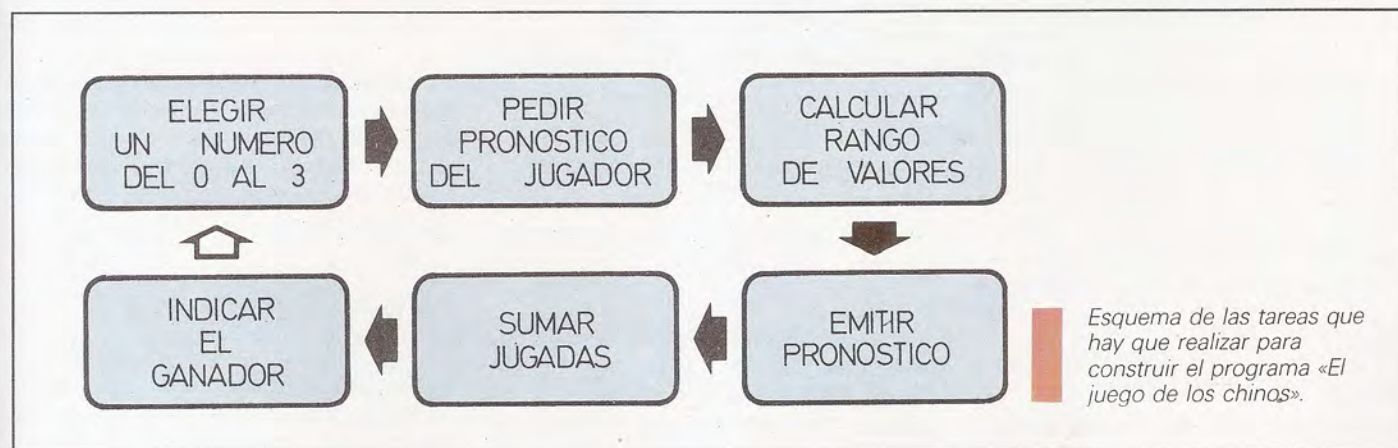 ELEGIR
UN NUMERO
DEL 0 AL 3
PEDIR
PRONOSTICO
DEL JUGADOR
CALCULAR
RANGO
DE VALORES
EMITIR
PRONOSTICO
SUMAR
JUGADAS
INDICAR
EL
GANADOR
Esquema de las tareas que
hay que realizar para
construir el programa «El
juego de los chinos».